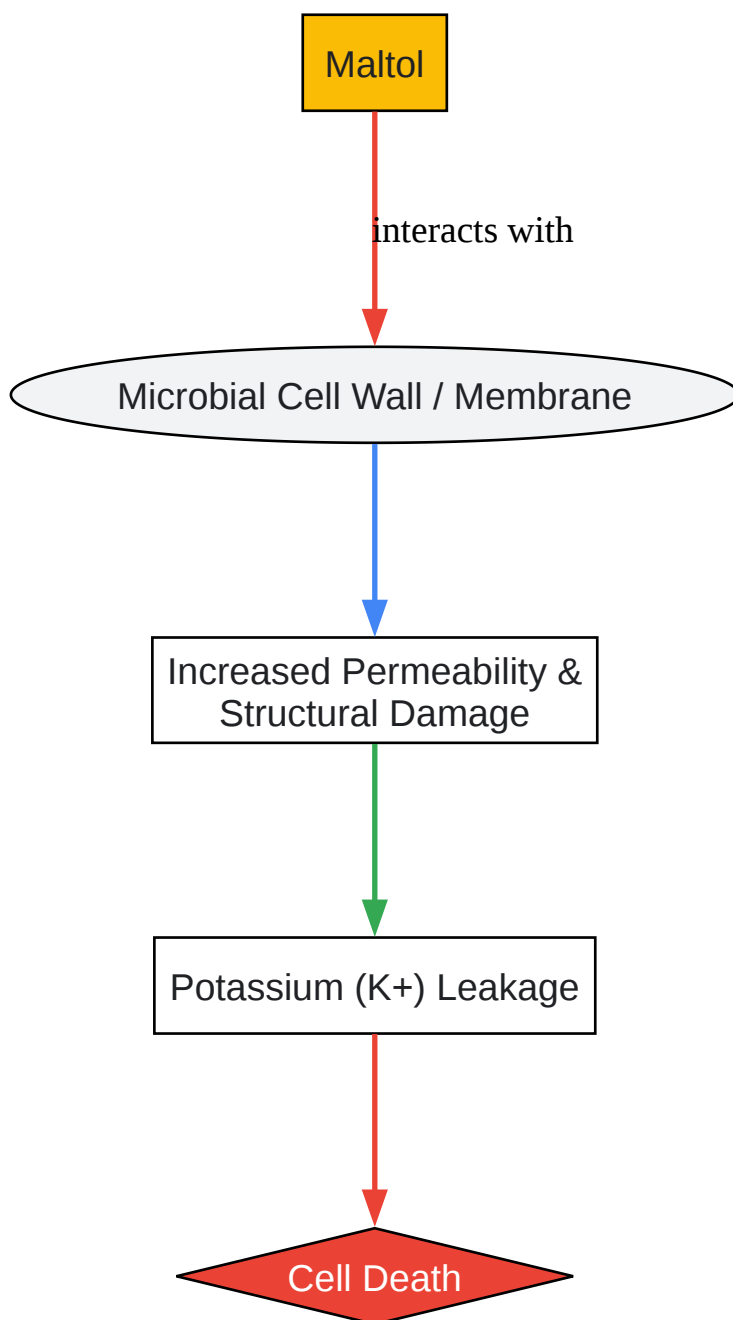 Maltol
interacts with
Microbial Cell Wall / Membrane
Increased Permeability &
Structural Damage
Potassium (K+) Leakage
Cell Death